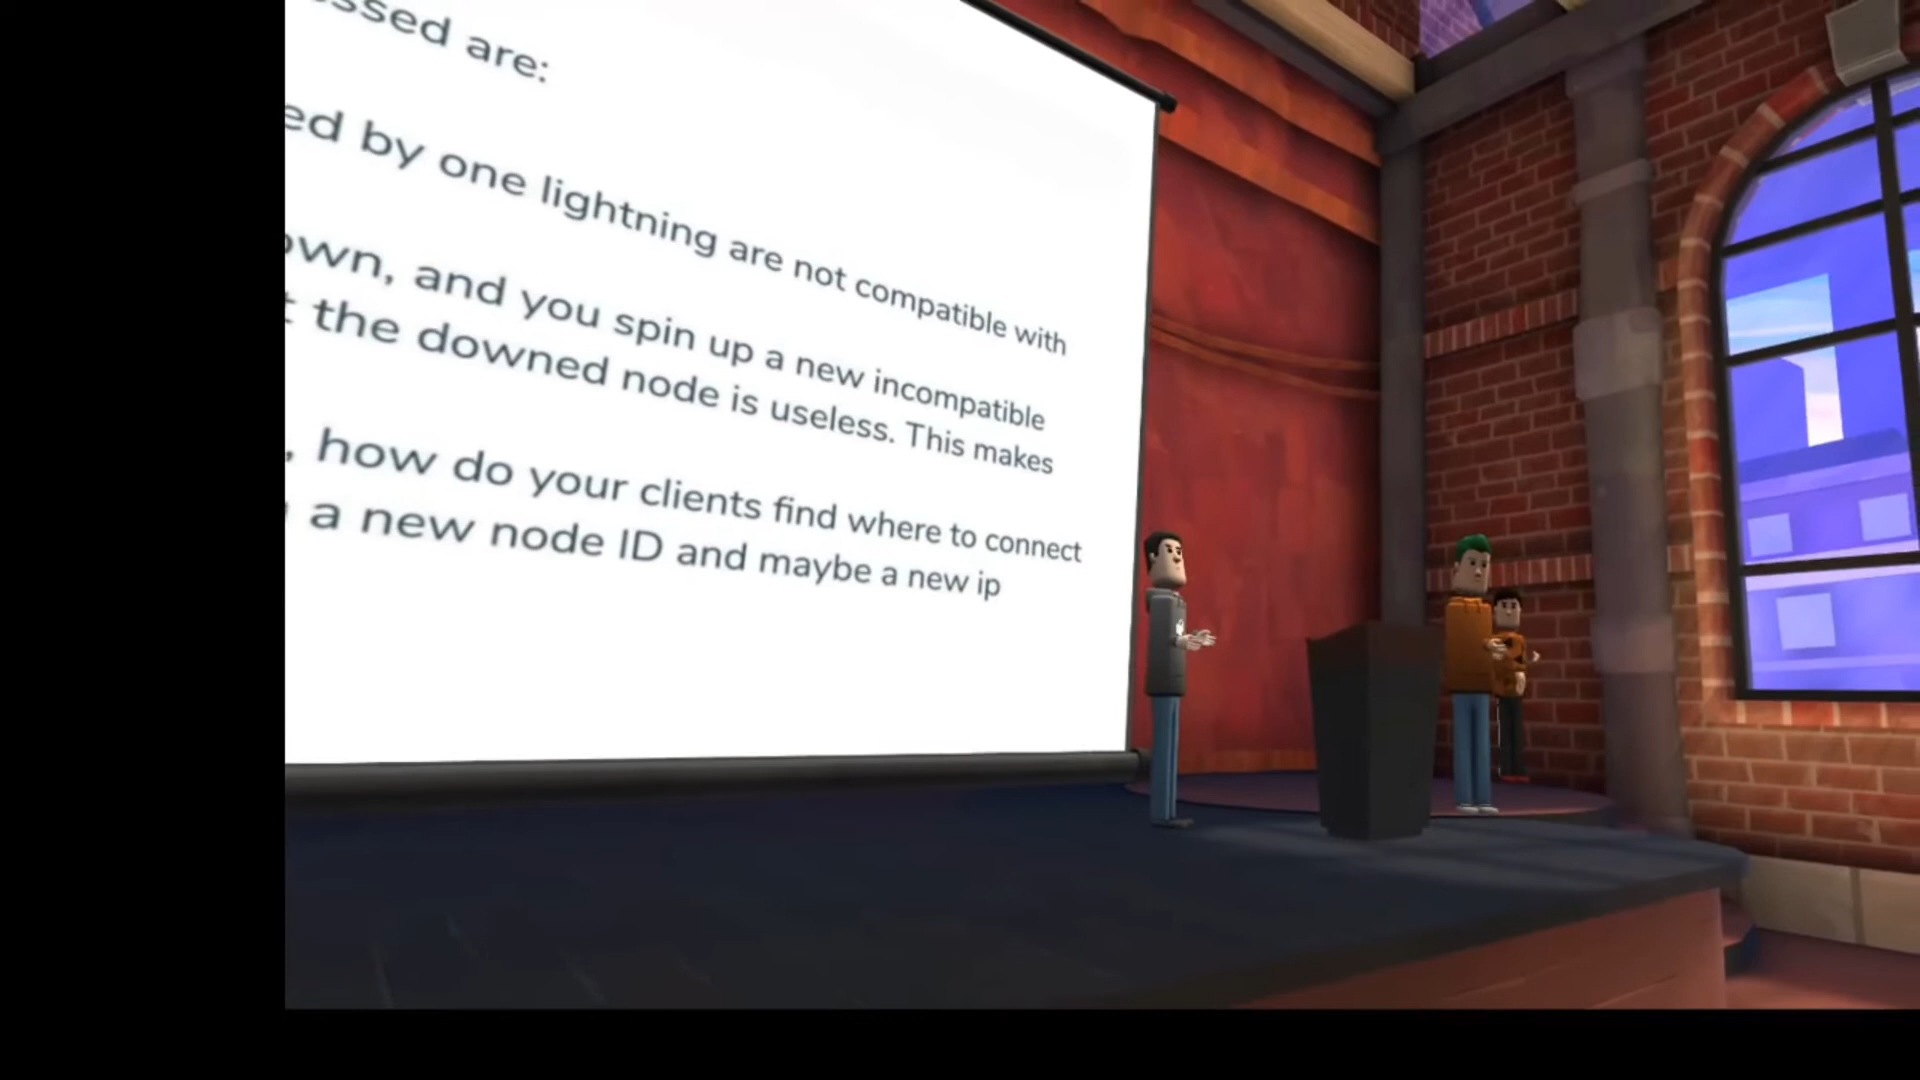 ssed are:
ed by one lightning are not compatible with
own, and you spin up a new incompatible
the downed node is useless. This makes
, how do your clients find where to connect
a new node ID and maybe a new ip